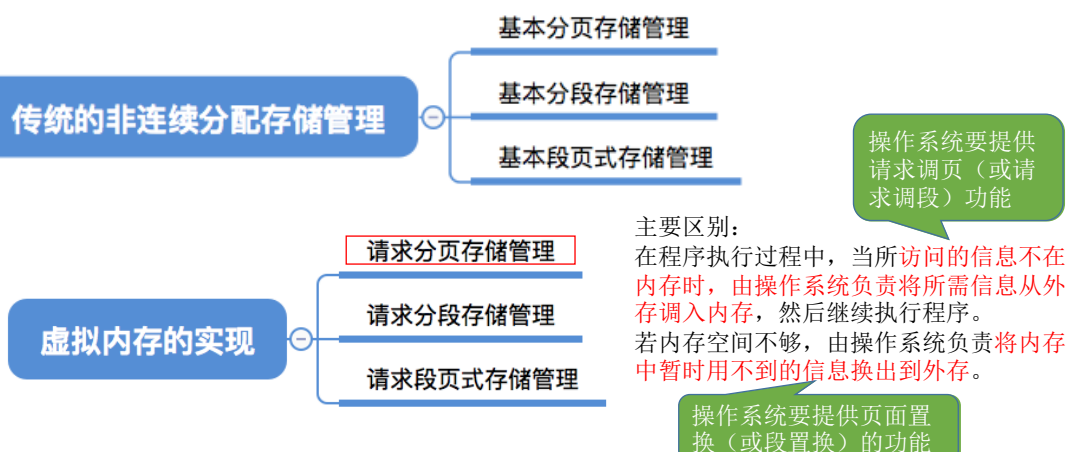 基本分页存储管理
传统的非连续分配存储管理
基本分段存储管理
基本段页式存储管理
操作系统要提供
请求调页（或请
求调段）功能
请求分页存储管理
虚拟内存的实现
请求分段存储管理
请求段页式存储管理
主要区别：
在程序执行过程中，当所访问的信息不在
内存时，由操作系统负责将所需信息从外
存调入内存，然后继续执行程序。
若内存空间不够，由操作系统负责将内存
中暂时用不到的信息换出到外存。
操作系统要提供页面置
换（或段置换）的功能